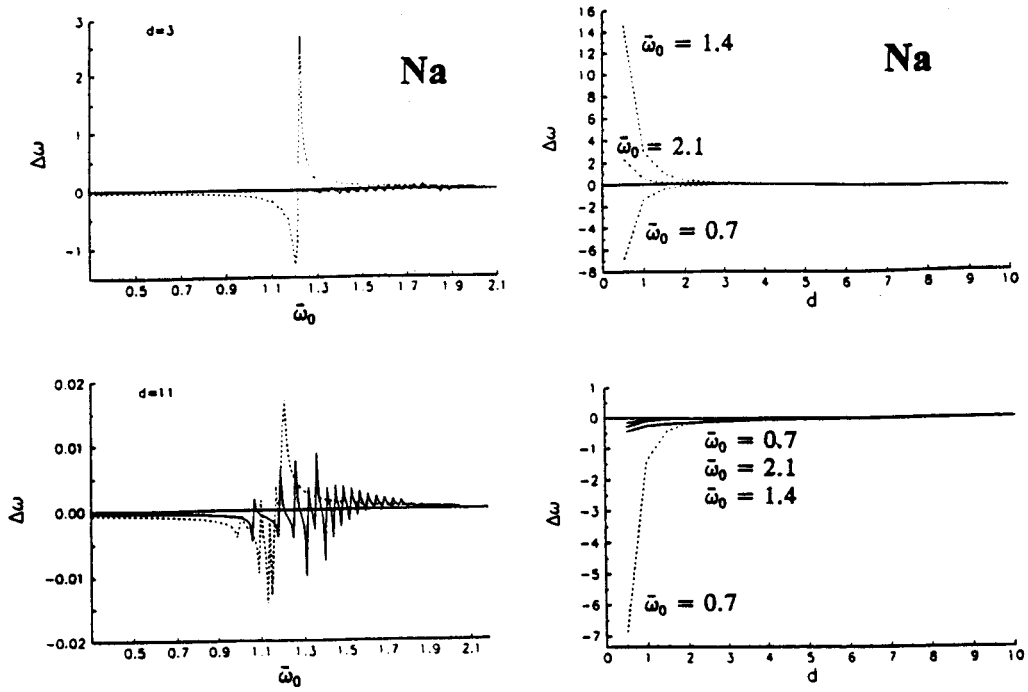 3
2
1
0
-1
Δω
d=3
Na
0.5 0.7 0.9 1.1 1.3 1.5 1.7 1.9 2.1
ω̄₀
16
14
12
10
8
6
4
2
0
-2
-4
-6
-8
Δω
ω̄₀ = 1.4
Na
ω̄₀ = 2.1
ω̄₀ = 0.7
0 1 2 3 4 5 6 7 8 9 10
d
0.02
0.01
0.00
-0.01
-0.02
Δω
d=11
0.5 0.7 0.9 1.1 1.3 1.5 1.7 1.9 2.1
ω̄₀
1
0
-1
-2
-3
-4
-5
-6
-7
Δω
ω̄₀ = 0.7
ω̄₀ = 2.1
ω̄₀ = 1.4
ω̄₀ = 0.7
0 1 2 3 4 5 6 7 8 9 10
d